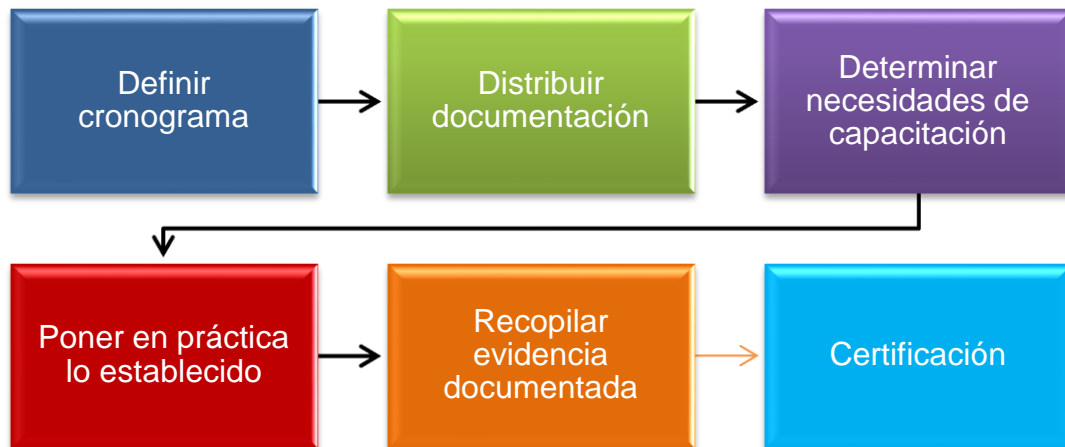 Definir
cronograma
Distribuir
documentación
Determinar
necesidades de
capacitación
Poner en práctica
lo establecido
Recopilar
evidencia
documentada
Certificación